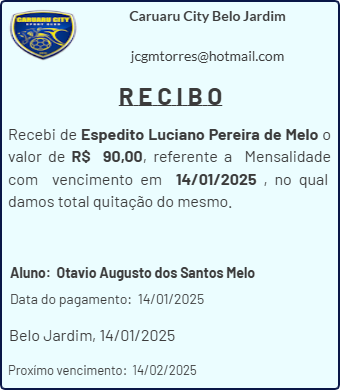 CARUARU CITY
SPORT CLUB
Caruaru City Belo Jardim
jcgmtorres@hotmail.com
RECIBO
Recebi de Espedito Luciano Pereira de Melo o
valor de R$ 90,00, referente a Mensalidade
com vencimento em 14/01/2025 , no qual
damos total quitação do mesmo.
Aluno: Otavio Augusto dos Santos Melo
Data do pagamento: 14/01/2025
Belo Jardim, 14/01/2025
Proxímo vencimento: 14/02/2025